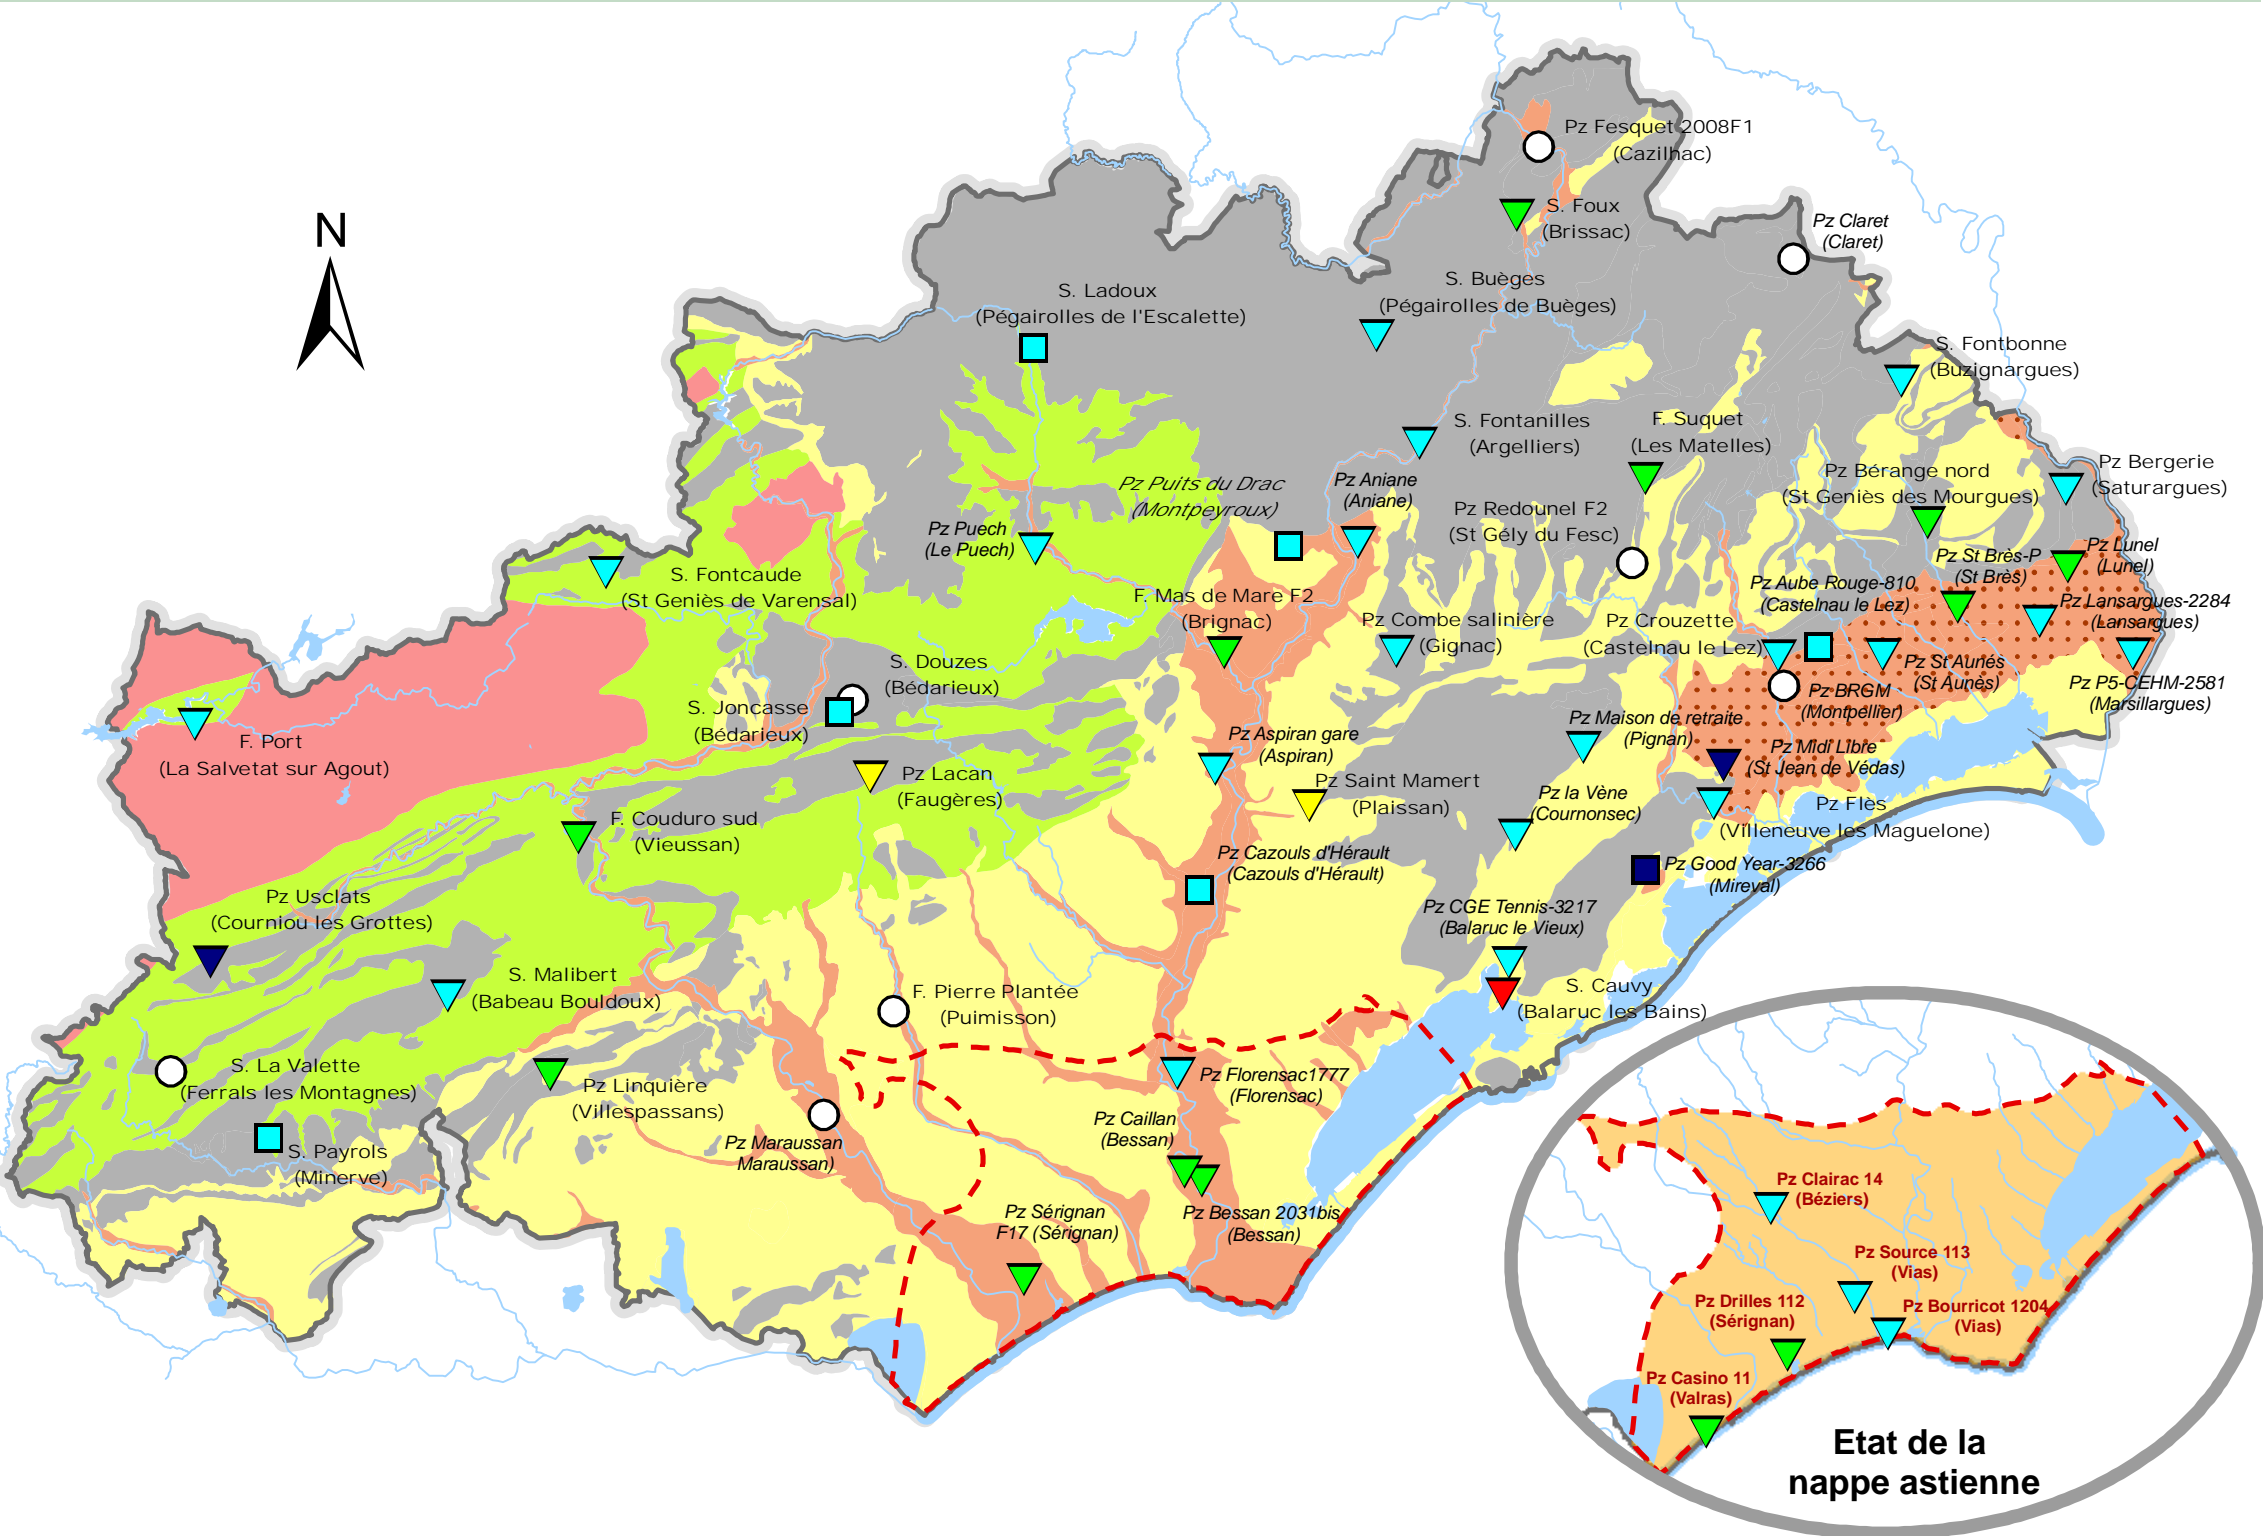 N
Pz Fesquet 2008F1
(Cazilhac)
S. Foux
(Brissac)
Pz Claret
(Claret)
S. Buèges
(Pégairolles de Buèges)
S. Ladoux
(Pégairolles de l'Escalette)
S. Fontbonne
(Buzignargues)
S. Fontanilles
(Argelliers)
F. Suquet
(Les Matelles)
Pz Bérange nord
(St Geniès des Mourgues)
Pz Bergerie
(Saturargues)
Pz Puits du Drac
(Montpeyroux)
Pz Aniane
(Aniane)
Pz Redounel F2
(St Gély du Fesc)
Pz Puech
(Le Puech)
Pz St Brès-P
(St Brès)
Pz Lunel
(Lunel)
S. Fontcaude
(St Geniès de Varensal)
F. Mas de Mare F2
(Brignac)
Pz Aube Rouge-810
(Castelnau le Lez)
Pz Lansargues-2284
(Lansargues)
Pz Combe salinière
(Gignac)
Pz Crouzette
(Castelnau le Lez)
S. Douzes
(Bédarieux)
Pz St Aunés
(St Aunès)
S. Joncasse
(Bédarieux)
Pz BRGM
(Montpellier)
Pz P5-CEHM-2581
(Marsillargues)
F. Port
(La Salvetat sur Agout)
Pz Maison de retraite
(Pignan)
Pz Aspiran gare
(Aspiran)
Pz Midi Libre
(St Jean de Védas)
Pz Lacan
(Faugères)
Pz Saint Mamert
(Plaissan)
Pz la Vène
(Cournonsec)
Pz Flès
(Villeneuve les Maguelone)
F. Couduro sud
(Vieussan)
Pz Cazouls d'Hérault
(Cazouls d'Hérault)
Pz Good Year-3266
(Mireval)
Pz Usclats
(Courniou les Grottes)
Pz CGE Tennis-3217
(Balaruc le Vieux)
S. Malibert
(Babeau Bouldoux)
F. Pierre Plantée
(Puimisson)
S. Cauvy
(Balaruc les Bains)
S. La Valette
(Ferrals les Montagnes)
Pz Linquière
(Villespassans)
Pz Florensac1777
(Florensac)
Pz Caillan
(Bessan)
Pz Maraussan
Maraussan)
S. Payrols
(Minerve)
Pz Sérignan
F17 (Sérignan)
Pz Bessan 2031bis
(Bessan)
Pz Clairac 14
(Béziers)
Pz Source 113
(Vias)
Pz Drilles 112
(Sérignan)
Pz Bourricot 1204
(Vias)
Pz Casino 11
(Valras)
Etat de la
nappe astienne